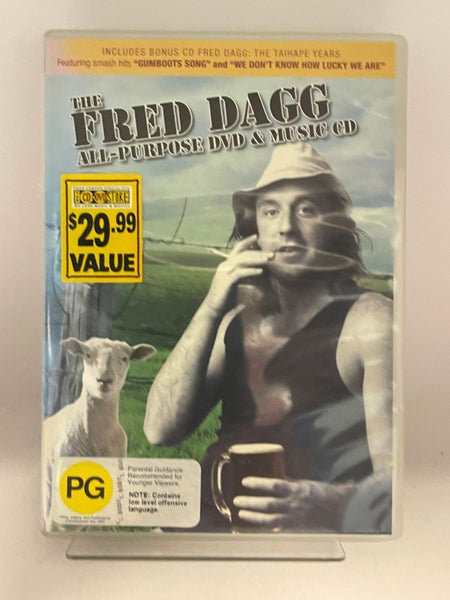 INCLUDES BONUS CD FRED DAGG: THE TAIHAPE YEARS
Featuring smash hits "GUMBOOTS SONG" and "WE DON'T KNOW HOW LUCKY WE ARE"
THE
FRED DAGG
ALL-PURPOSE DVD & MUSIC CD
STORE
$29.99
VALUE
PG
Parental Guidance
Recommended for
Younger Viewers.
NOTE: Contains
low level offensive
language.